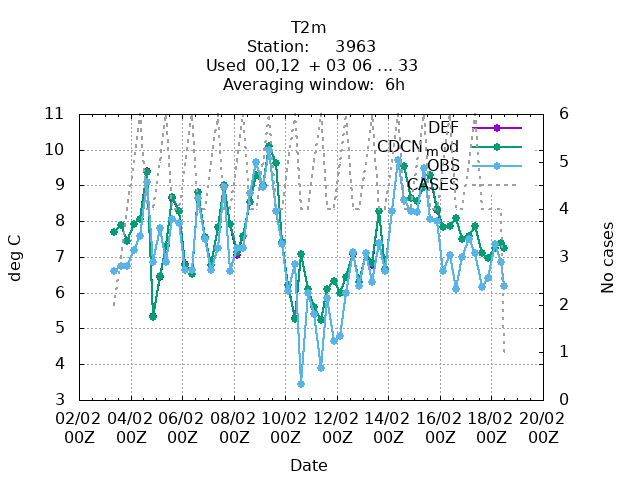 T2m
Station: 3963
Used 00,12 + 03 06 ... 33
Averaging window: 6h
11
10
9
8
7
6
5
4
3
6
5
4
3
2
1
0
deg C
No cases
DEF
CDCN_mod
OBS
CASES
02/02 04/02 06/02 08/02 10/02 12/02 14/02 16/02 18/02 20/02
00Z 00Z 00Z 00Z 00Z 00Z 00Z 00Z 00Z 00Z
Date